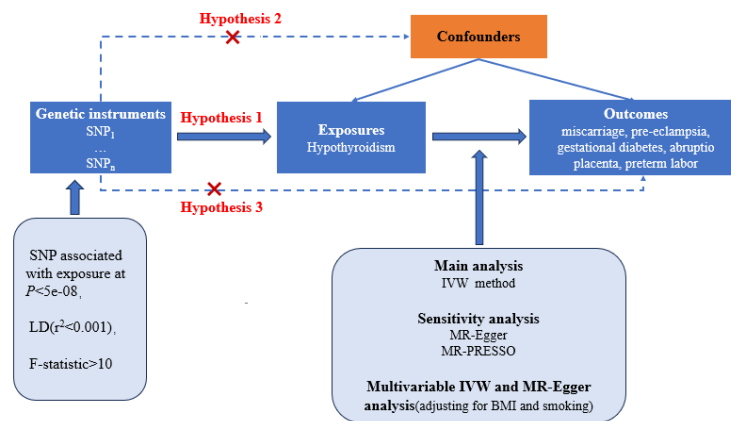 Hypothesis 2
Confounders
Genetic instruments
SNP₁
...
SNPₙ
Hypothesis 1
Exposures
Hypothyroidism
Outcomes
miscarriage, pre-eclampsia,
gestational diabetes, abruptio
placenta, preterm labor
Hypothesis 3
SNP associated
with exposure at
P<5e-08,
LD(r²<0.001),
F-statistic>10
Main analysis
IVW method
Sensitivity analysis
MR-Egger
MR-PRESSO
Multivariable IVW and MR-Egger
analysis(adjusting for BMI and smoking)